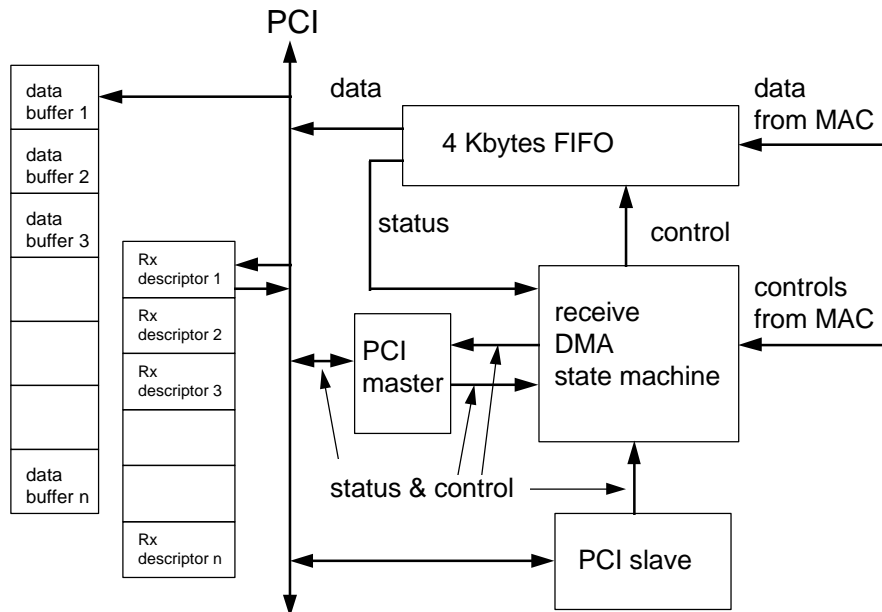 PCI
data
buffer 1
data
buffer 2
data
buffer 3
data
buffer n
Rx
descriptor 1
Rx
descriptor 2
Rx
descriptor 3
Rx
descriptor n
data
4 Kbytes FIFO
data
from MAC
status
control
receive
DMA
state machine
controls
from MAC
PCI
master
status & control
PCI slave